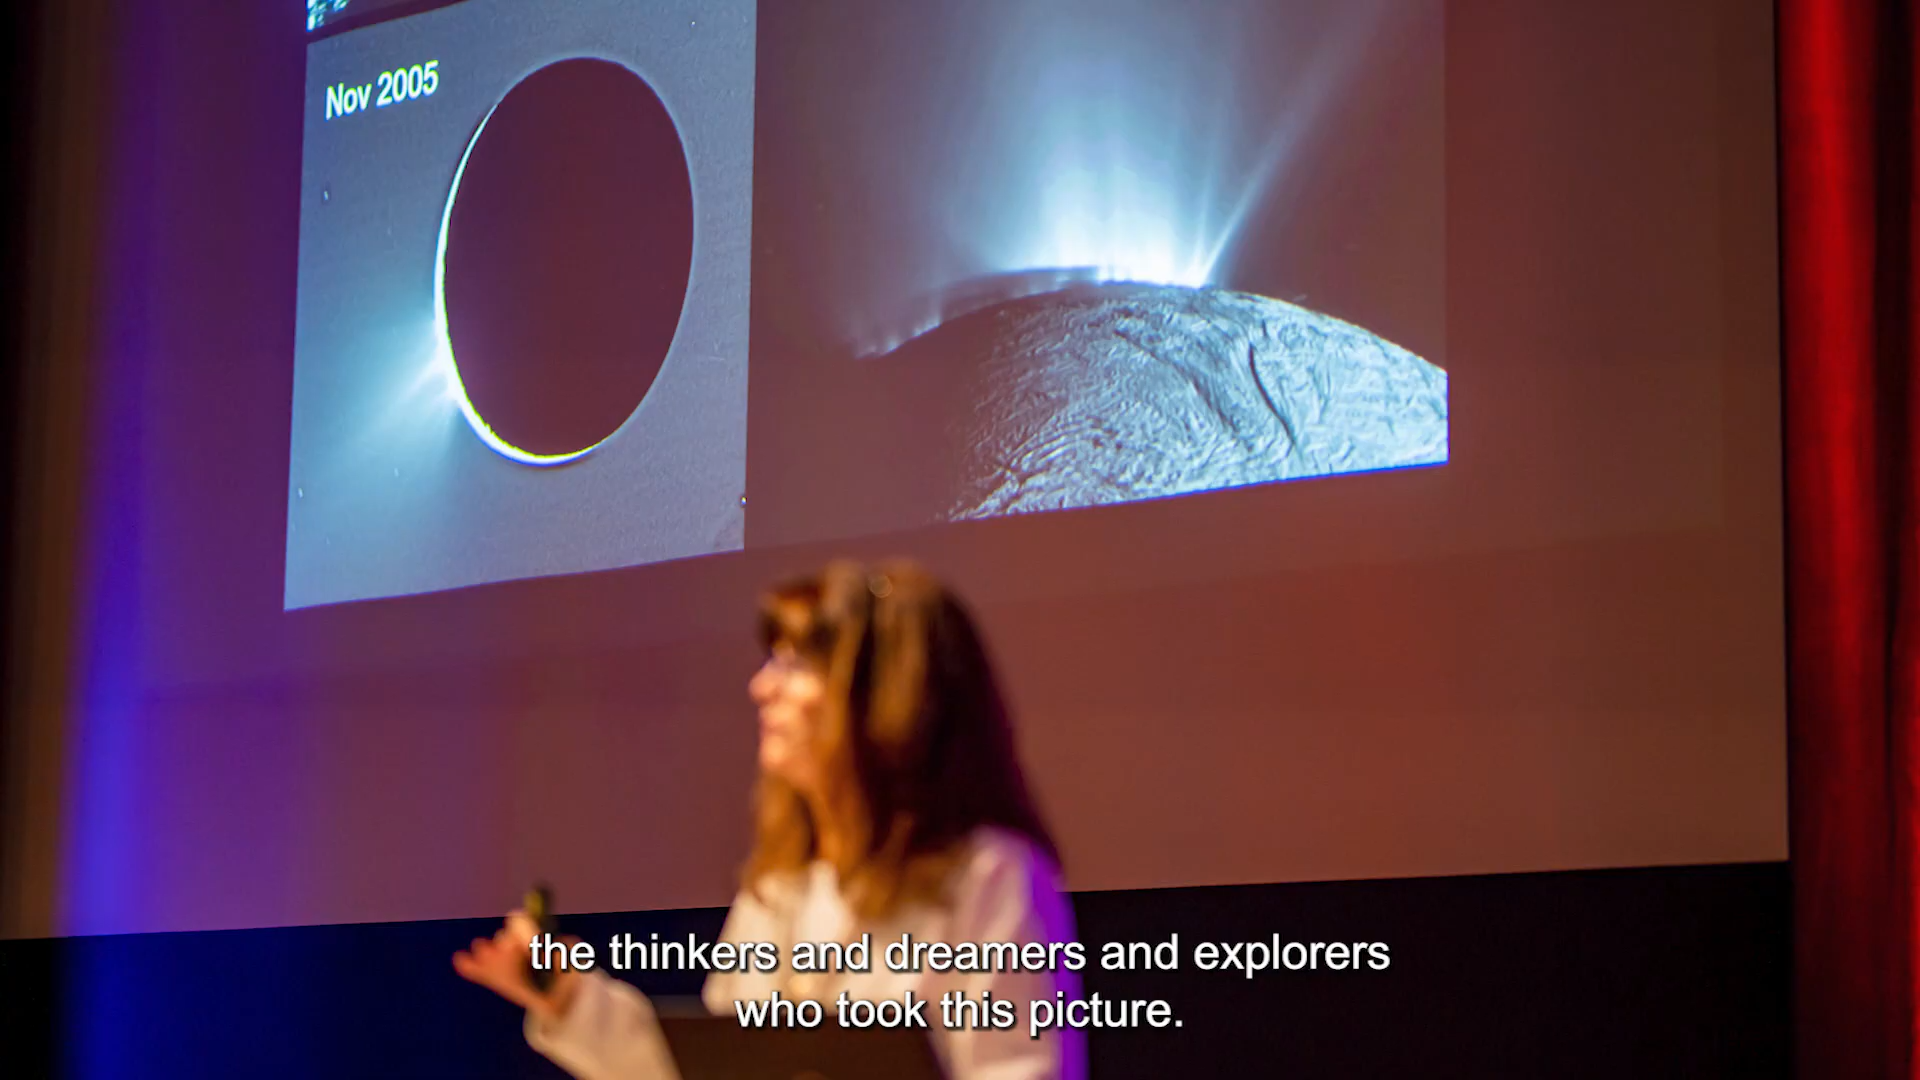 Nov 2005
the thinkers and dreamers and explorers
who took this picture.